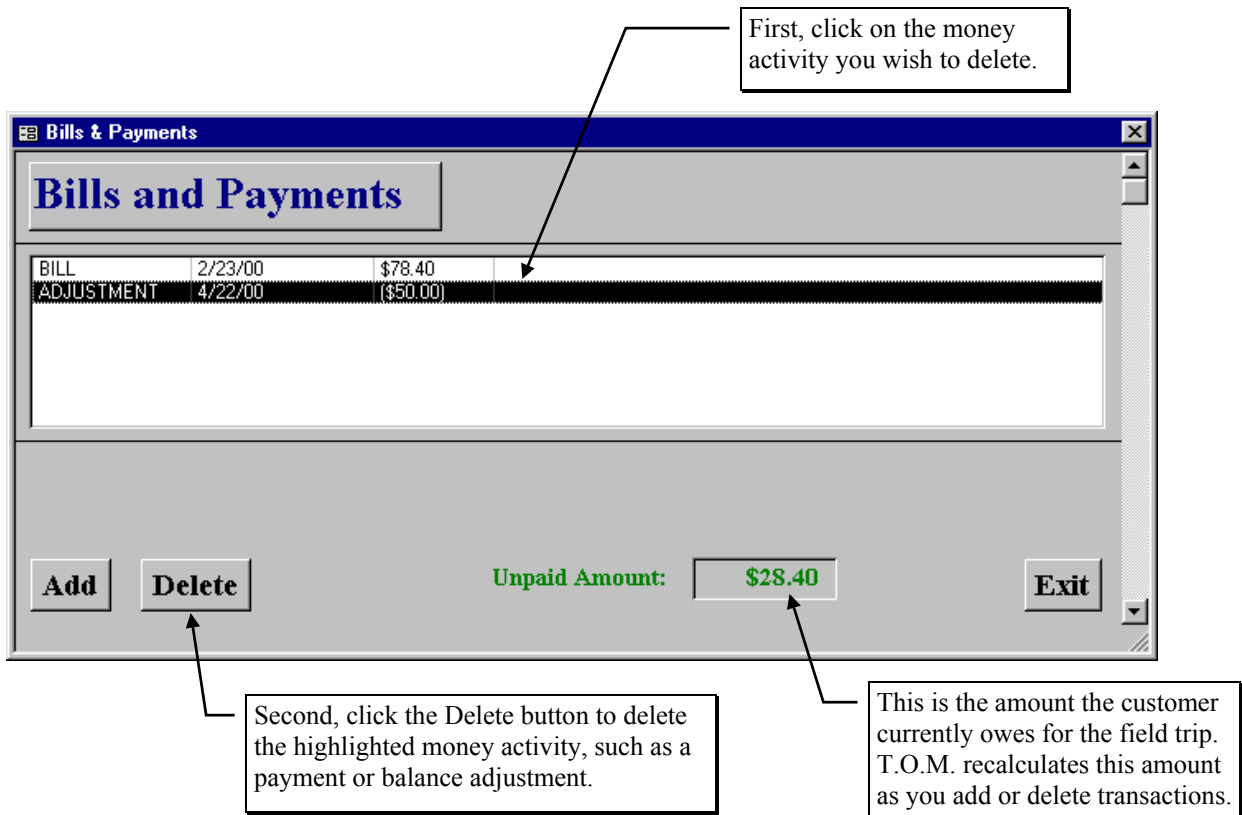 First, click on the money
activity you wish to delete.
Bills & Payments
Bills and Payments
BILL 2/23/00 $78.40
ADJUSTMENT 4/22/00 ($50.00)
Add Delete Unpaid Amount: $28.40 Exit
Second, click the Delete button to delete
the highlighted money activity, such as a
payment or balance adjustment.
This is the amount the customer
currently owes for the field trip.
T.O.M. recalculates this amount
as you add or delete transactions.